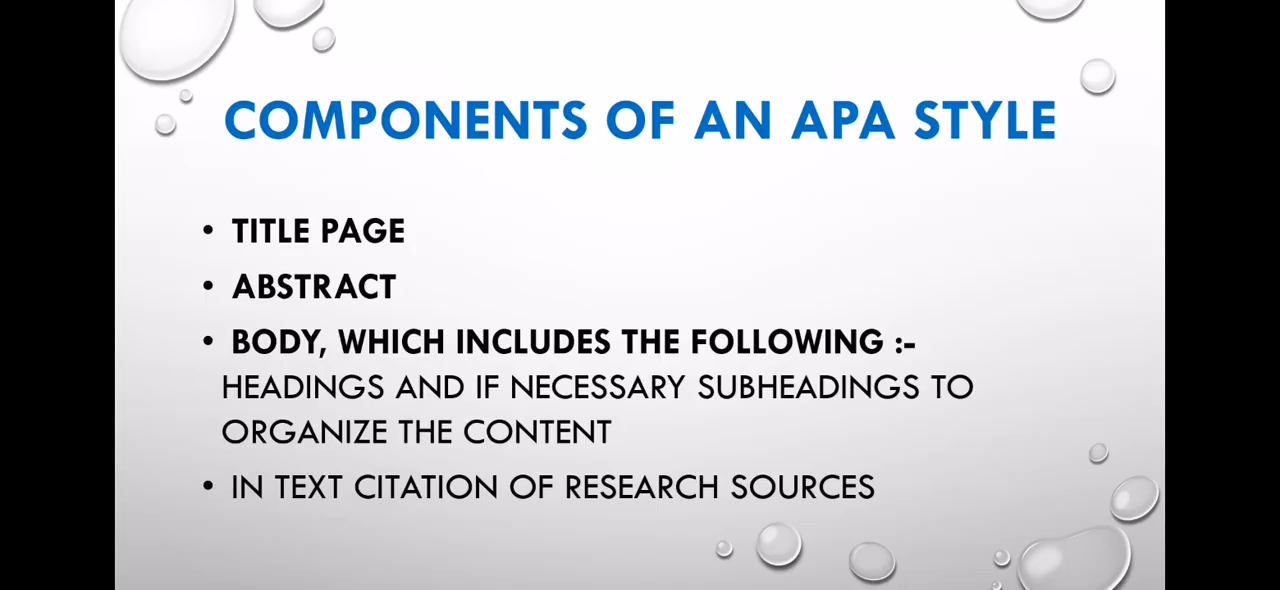 COMPONENTS OF AN APA STYLE
• TITLE PAGE
• ABSTRACT
• BODY, WHICH INCLUDES THE FOLLOWING :-
HEADINGS AND IF NECESSARY SUBHEADINGS TO
ORGANIZE THE CONTENT
• IN TEXT CITATION OF RESEARCH SOURCES